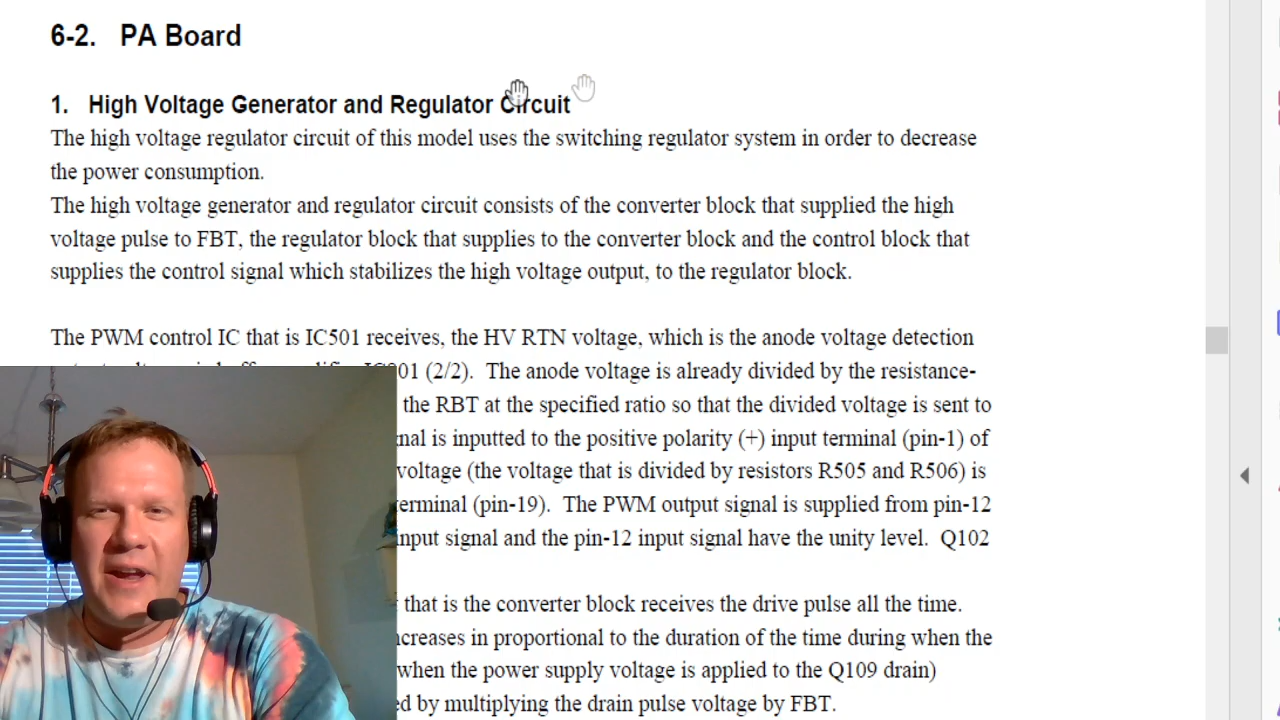 6-2. PA Board
1. High Voltage Generator and Regulator Circuit
The high voltage regulator circuit of this model uses the switching regulator system in order to decrease
the power consumption.
The high voltage generator and regulator circuit consists of the converter block that supplied the high
voltage pulse to FBT, the regulator block that supplies to the converter block and the control block that
supplies the control signal which stabilizes the high voltage output, to the regulator block.
The PWM control IC that is IC501 receives, the HV RTN voltage, which is the anode voltage detection
(2/2). The anode voltage is already divided by the resistance-
the RBT at the specified ratio so that the divided voltage is sent to
is inputted to the positive polarity (+) input terminal (pin-1) of
voltage (the voltage that is divided by resistors R505 and R506) is
(pin-19). The PWM output signal is supplied from pin-12
signal and the pin-12 input signal have the unity level. Q102
that is the converter block receives the drive pulse all the time.
in proportional to the duration of the time during when the
when the power supply voltage is applied to the Q109 drain)
by multiplying the drain pulse voltage by FBT.